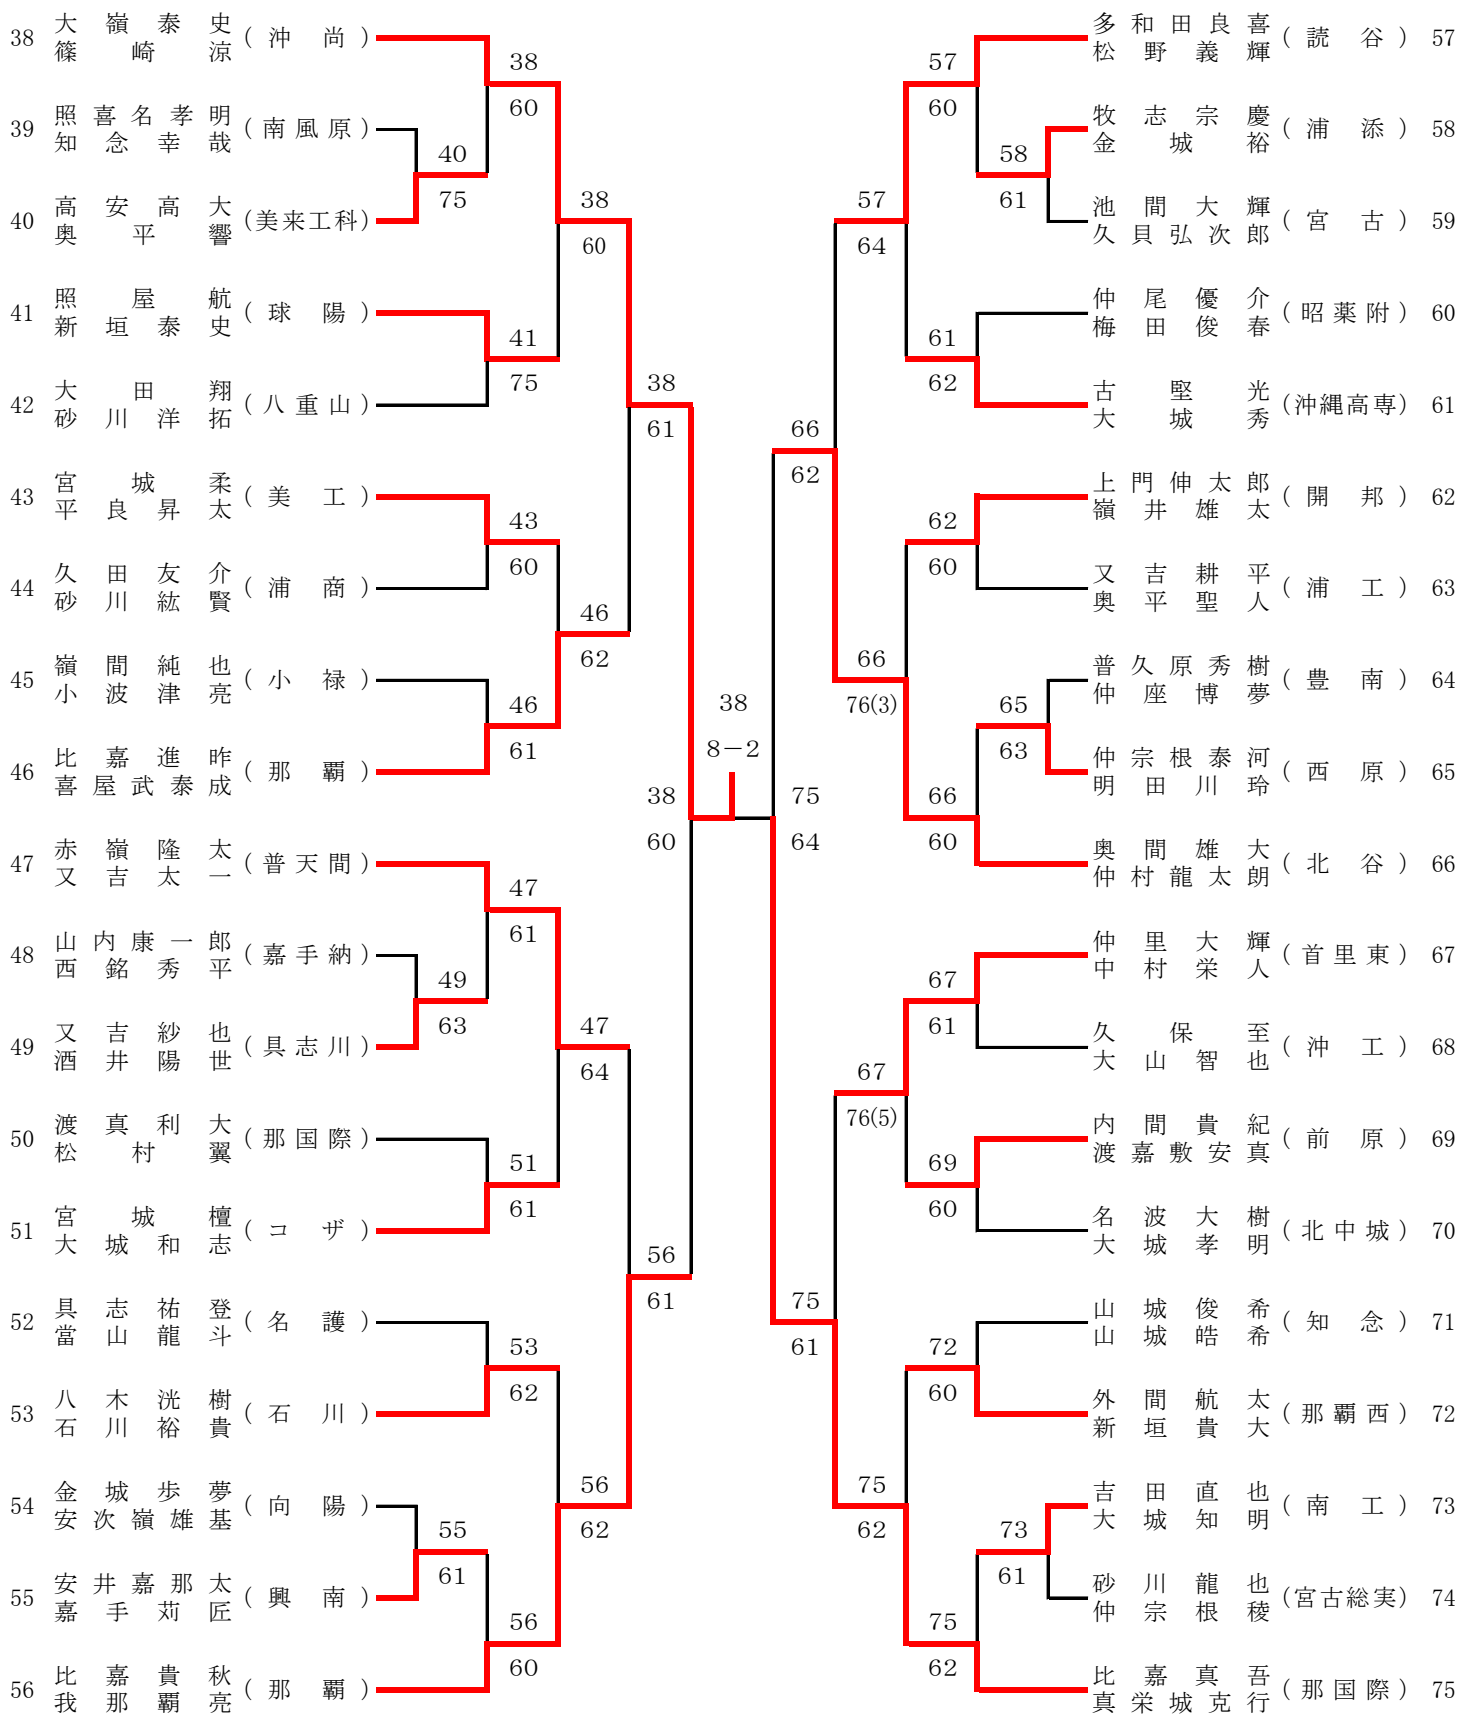 38 大嶺泰史 (沖尚)
篠崎涼
39 照喜名孝明 (南風原)
知念幸哉
40 高安高大 (美来工科)
奥平響
41 照屋航 (球陽)
新垣泰史
42 大田翔 (八重山)
砂川洋拓
43 宮城柔 (美工)
平良昇太
44 久田友介 (浦商)
砂川紘賢
45 嶺間純也 (小禄)
小波津亮
46 比嘉進昨 (那覇)
喜屋武泰成
47 赤嶺隆太 (普天間)
又吉太一
48 山内康一郎 (嘉手納)
西銘秀平
49 又吉紗也 (具志川)
酒井陽世
50 渡真利大 (那国際)
松村翼
51 宮城檀 (コザ)
大城和志
52 具志祐登 (名護)
當山龍斗
53 八木洸樹 (石川)
石川裕貴
54 金城歩夢 (向陽)
安次嶺雄基
55 安井嘉那太 (興南)
嘉手苅匠
56 比嘉貴秋 (那覇)
我那覇亮
38
60
40
75
41
75
43
60
46
61
47
61
49
63
51
61
53
62
55
61
56
60
38
60
46
62
47
64
56
62
38
61
56
61
38
60
38
8－2
75
64
66
62
75
61
57
64
66
76(3)
67
76(5)
75
62
57
60
58
61
61
62
62
60
65
63
66
60
67
61
69
60
72
60
73
61
75
62
多和田良喜 (読谷) 57
松野義輝
牧志宗慶 (浦添) 58
金城裕
池間大輝 (宮古) 59
久貝弘次郎
仲尾優介 (昭薬附) 60
梅田俊春
古堅光 (沖縄高専) 61
大城秀
上門伸太郎 (開邦) 62
嶺井雄太
又吉耕平 (浦工) 63
奥平聖人
普久原秀樹 (豊南) 64
仲座博夢
仲宗根泰河 (西原) 65
明田川玲
奥間雄大 (北谷) 66
仲村龍太朗
仲里大輝 (首里東) 67
中村栄人
久保至 (沖工) 68
大山智也
内間貴紀 (前原) 69
渡嘉敷安真
名波大樹 (北中城) 70
大城孝明
山城俊希 (知念) 71
山城皓希
外間航太 (那覇西) 72
新垣貴大
吉田直也 (南工) 73
大城知明
砂川龍也 (宮古総実) 74
仲宗根稜
比嘉真吾 (那国際) 75
真栄城克行